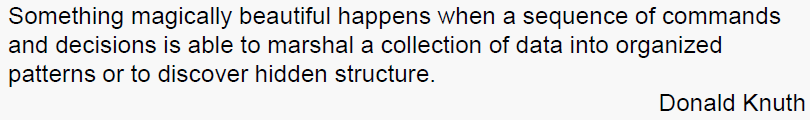 Something magically beautiful happens when a sequence of commands
and decisions is able to marshal a collection of data into organized
patterns or to discover hidden structure.
Donald Knuth